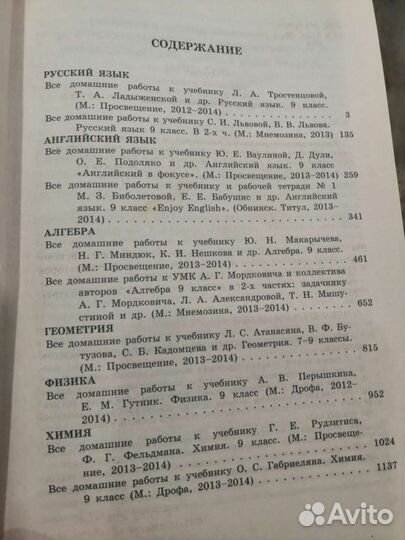 СОДЕРЖАНИЕ
РУССКИЙ ЯЗЫК
Все домашние работы к учебнику Л. А. Тростенцовой,
Т. А. Ладыженской и др. Русский язык. 9 класс.
(М.: Просвещение, 2012-2014) . . . . . . . . . . . . . . . 3
Все домашние работы к учебнику С. И. Львовой, В. В. Львова.
Русский язык 9 класс. В 2-х ч. (М.: Мнемозина, 2013) 135
АНГЛИЙСКИЙ ЯЗЫК
Все домашние работы к учебнику Ю. Е. Ваулиной, Д. Дули,
О. Е. Подоляко и др. Английский язык. 9 класс
«Английский в фокусе». (М.: Просвещение, 2013-2014) 259
Все домашние работы к учебнику и рабочей тетради № 1
М. З. Биболетовой, Е. Е. Бабушис и др. Английский
язык. 9 класс «Enjoy English». (Обнинск. Титул, 2013-
2014) . . . . . . . . . . . . . . . . . . . . . . . . . . . . . . 341
АЛГЕБРА
Все домашние работы к учебнику Ю. Н. Макарычева,
Н. Г. Миндюк, К. И. Нешкова и др. Алгебра. 9 класс.
(М.: Просвещение, 2013-2014) . . . . . . . . . . . . . . . 461
Все домашние работы к УМК А. Г. Мордковича и коллектива
авторов «Алгебра 9 класс» в 2-х частях: задачнику
А. Г. Мордковича, Л. А. Александровой, Т. Н. Мишу-
стиной и др. (М.: Мнемозина, 2013-2014) . . . . . . . 652
ГЕОМЕТРИЯ
Все домашние работы к учебнику Л. С. Атанасяна, В. Ф. Бу-
тузова, С. Б. Кадомцева и др. Геометрия. 7-9 классы.
(М.: Просвещение, 2013-2014) . . . . . . . . . . . . . . . 815
ФИЗИКА
Все домашние работы к учебнику А. В. Перышкина,
Е. М. Гутник. Физика. 9 класс (М.: Дрофа, 2012-
2014) . . . . . . . . . . . . . . . . . . . . . . . . . . . . . . 952
ХИМИЯ
Все домашние работы к учебнику Г. Е. Рудзитиса,
Ф. Г. Фельдмана. Химия. 9 класс. (М.: Просвеще-
ние, 2013-2014) . . . . . . . . . . . . . . . . . . . . . . . 1024
Все домашние работы к учебнику О. С. Габриеляна. Химия.
9 класс (М.: Дрофа, 2013-2014) . . . . . . . . . . . . . 1137
Avito